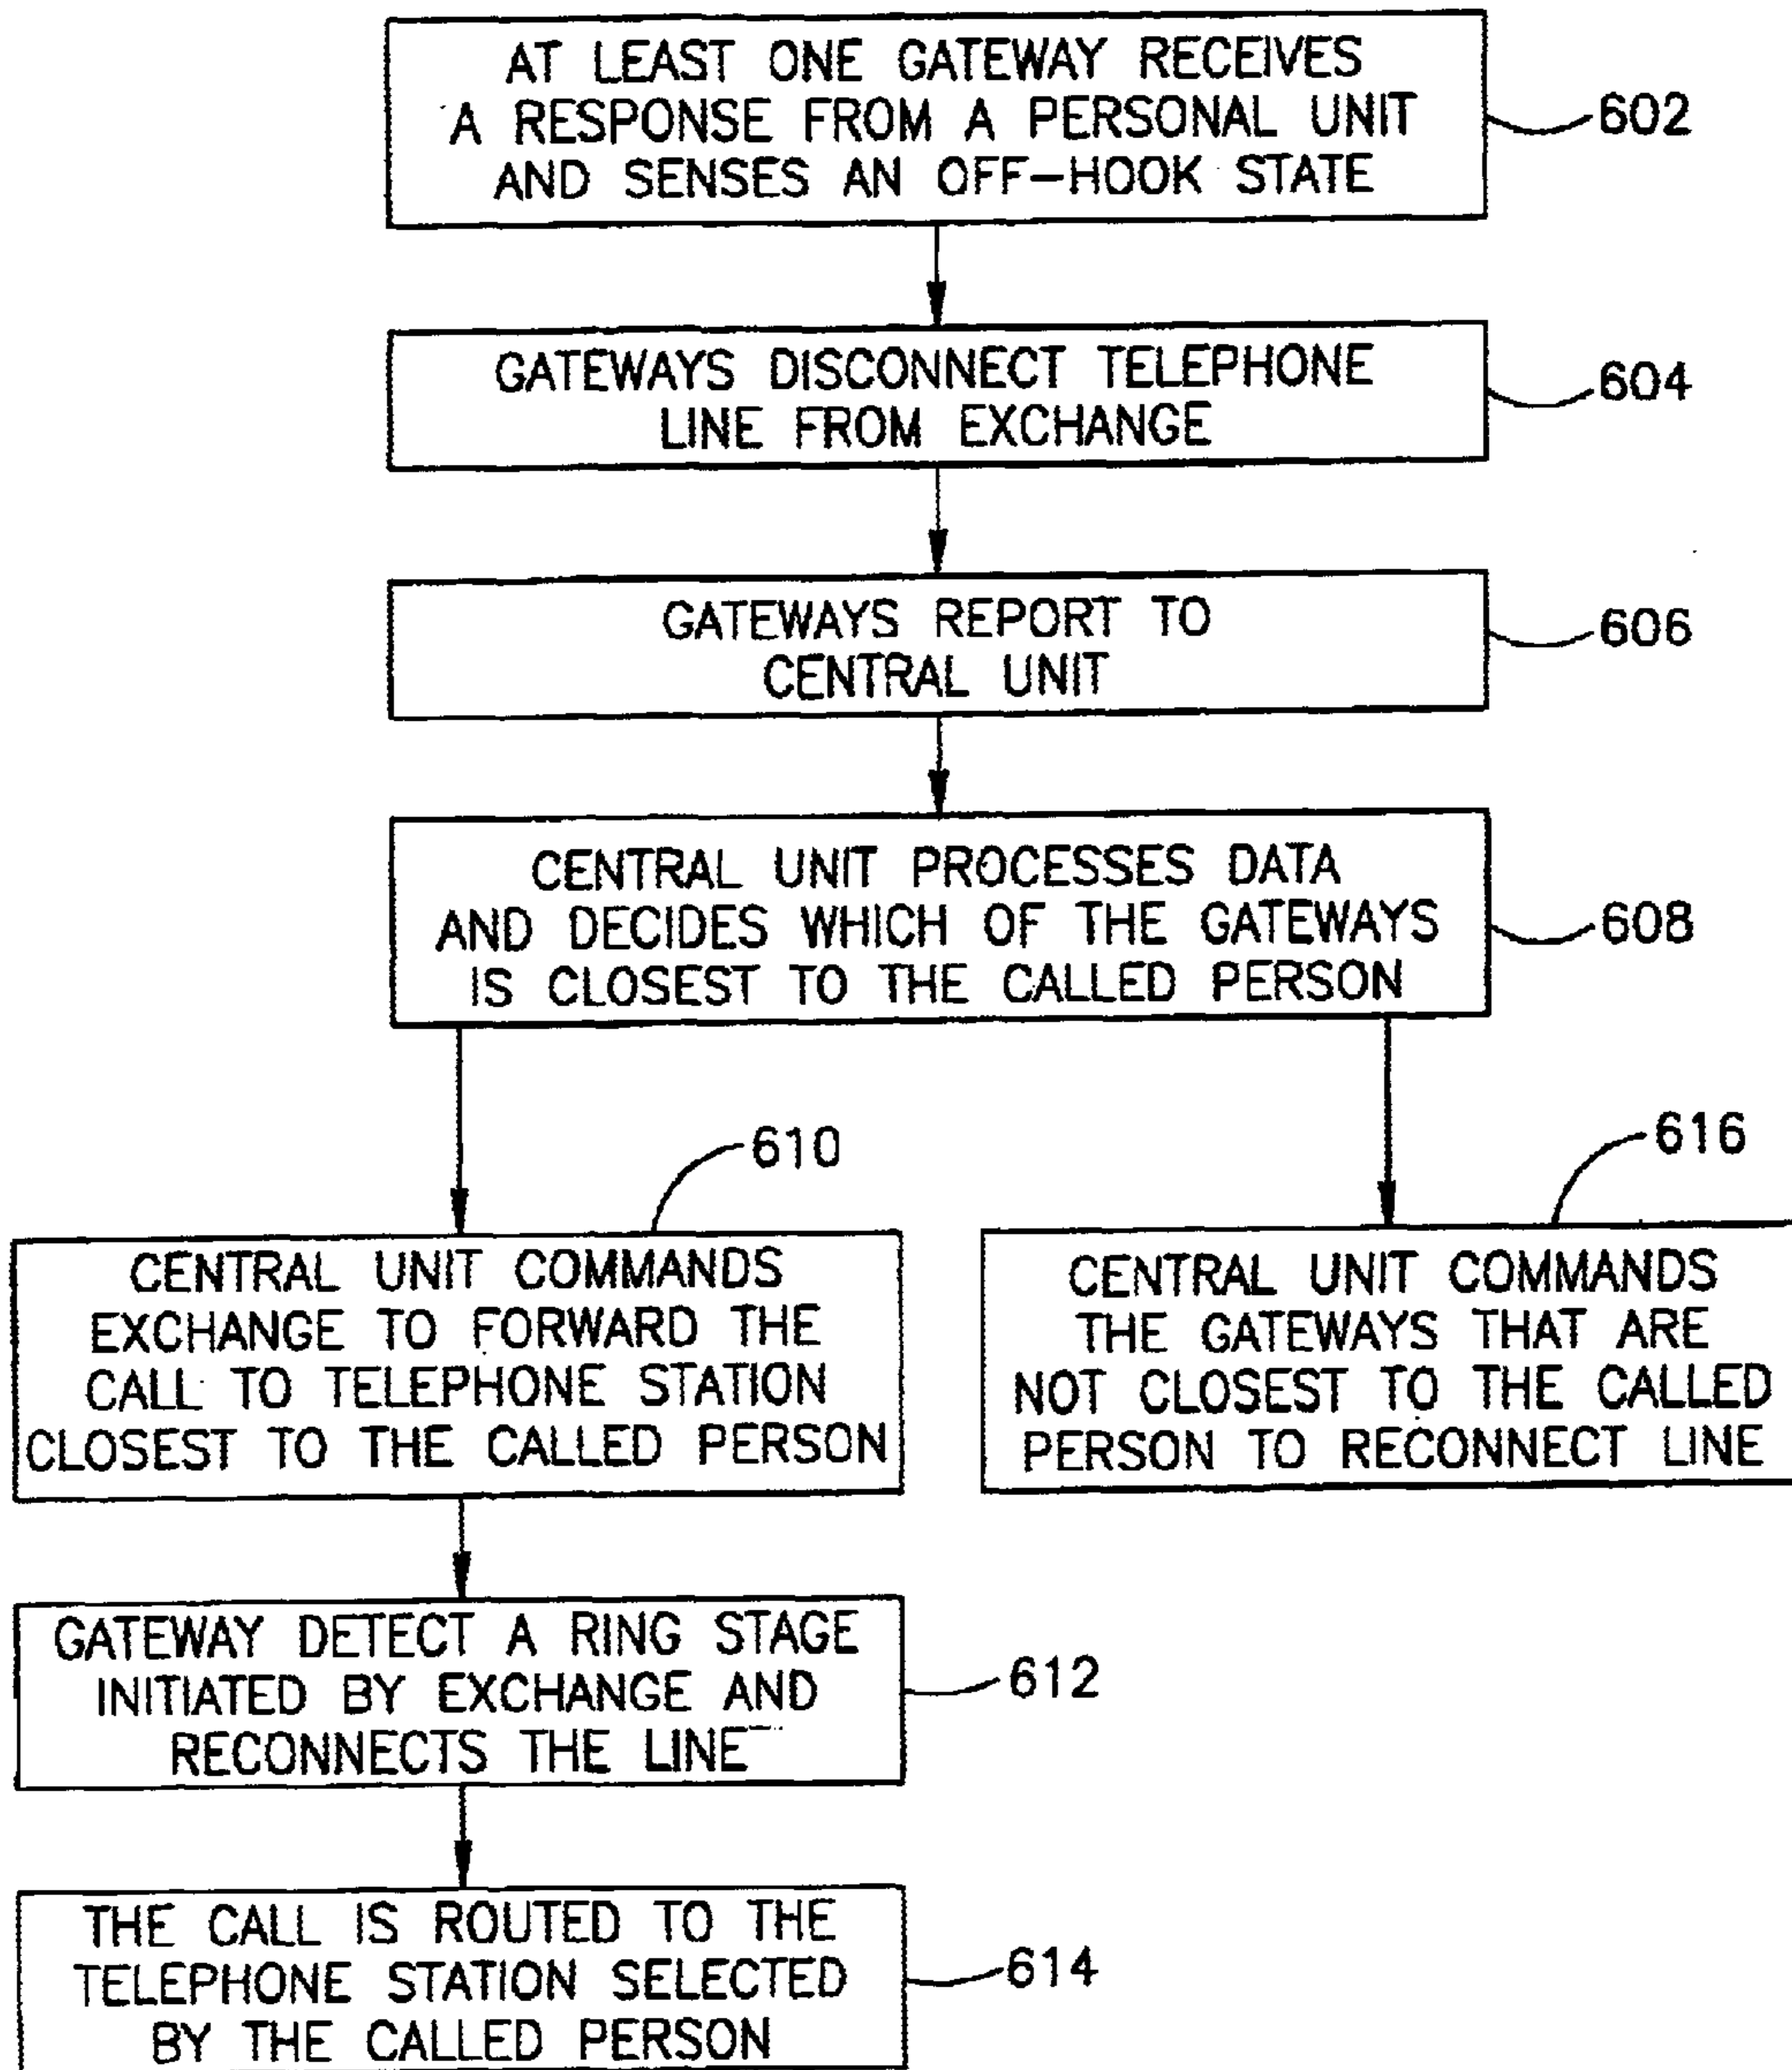 AT LEAST ONE GATEWAY RECEIVES
A RESPONSE FROM A PERSONAL UNIT
AND SENSES AN OFF-HOOK STATE
602
GATEWAYS DISCONNECT TELEPHONE
LINE FROM EXCHANGE
604
GATEWAYS REPORT TO
CENTRAL UNIT
606
CENTRAL UNIT PROCESSES DATA
AND DECIDES WHICH OF THE GATEWAYS
IS CLOSEST TO THE CALLED PERSON
608
610
CENTRAL UNIT COMMANDS
EXCHANGE TO FORWARD THE
CALL TO TELEPHONE STATION
CLOSEST TO THE CALLED PERSON
616
CENTRAL UNIT COMMANDS
THE GATEWAYS THAT ARE
NOT CLOSEST TO THE CALLED
PERSON TO RECONNECT LINE
GATEWAY DETECT A RING STAGE
INITIATED BY EXCHANGE AND
RECONNECTS THE LINE
612
THE CALL IS ROUTED TO THE
TELEPHONE STATION SELECTED
BY THE CALLED PERSON
614